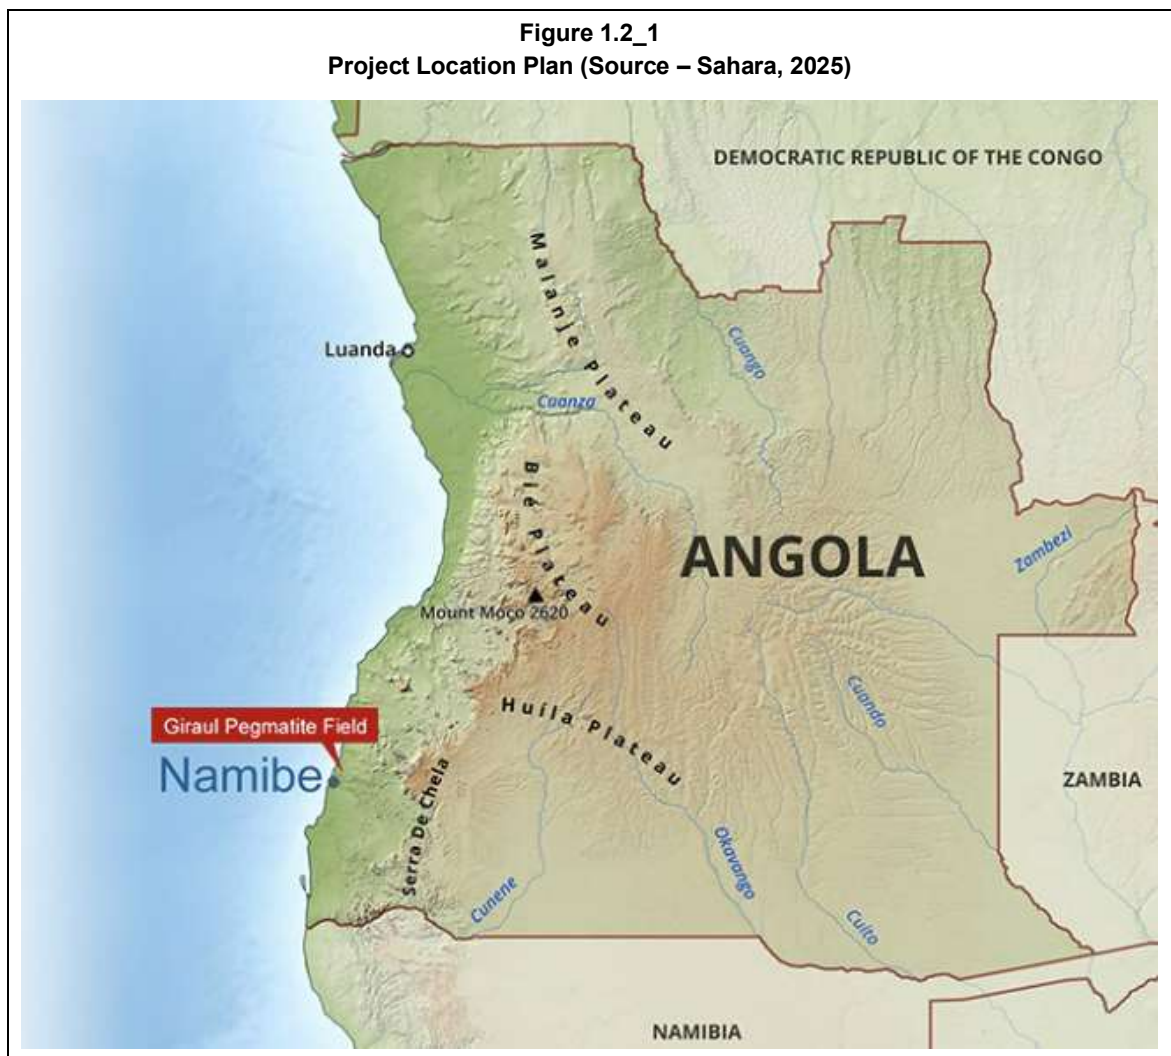 Figure 1.2_1
Project Location Plan (Source – Sahara, 2025)
DEMOCRATIC REPUBLIC OF THE CONGO
Malanje Plateau
Luanda
Cuango
Cuanza
Bié Plateau
ANGOLA
Zambezi
Mount Moço 2620
Cuando
Huíla Plateau
Giraul Pegmatite Field
Namibe
ZAMBIA
Serra De Chela
Okavango
Cunene
Cuito
NAMIBIA